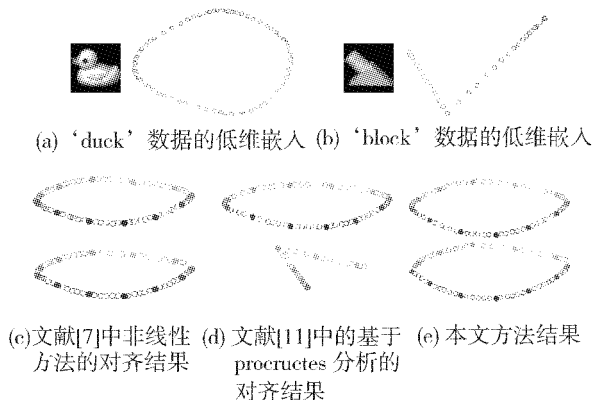 (a) ‘duck’ 数据的低维嵌入 (b) ‘block’ 数据的低维嵌入
(c)文献[7]中非线性
方法的对齐结果
(d) 文献[11]中的基于
procructes 分析的
对齐结果
(e) 本文方法结果